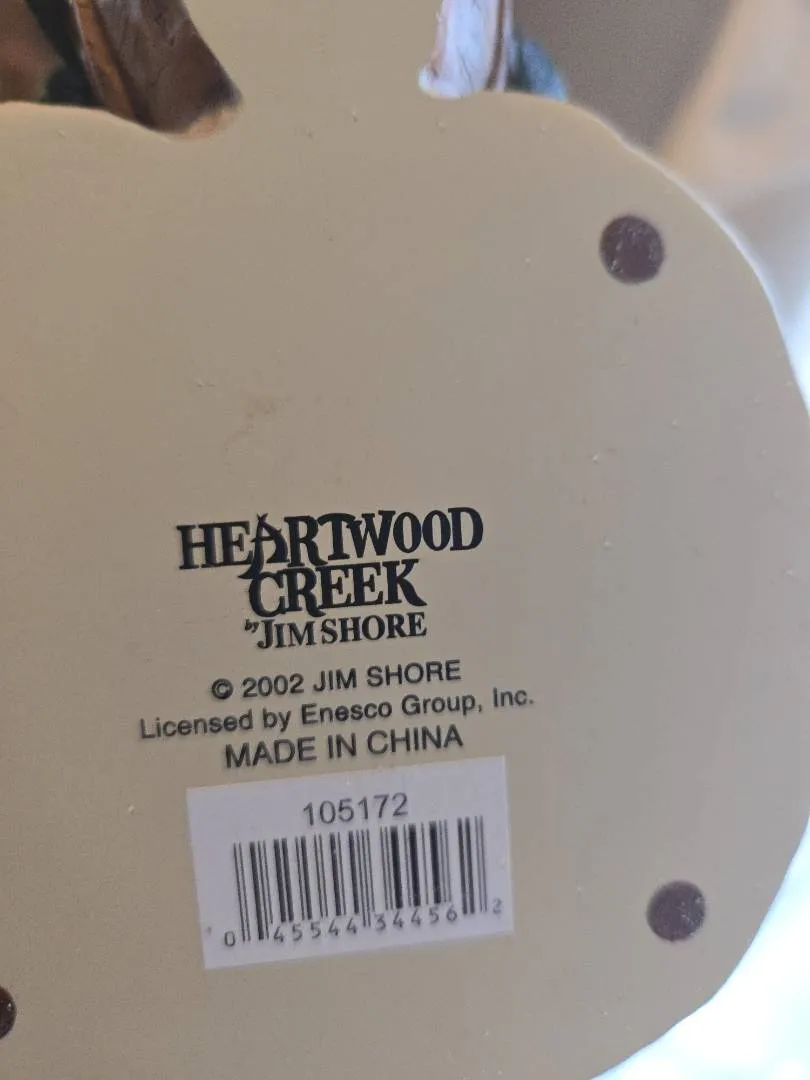 HEARTWOOD
CREEK
by JIM SHORE
© 2002 JIM SHORE
Licensed by Enesco Group, Inc.
MADE IN CHINA
105172
0 45544 34456 2